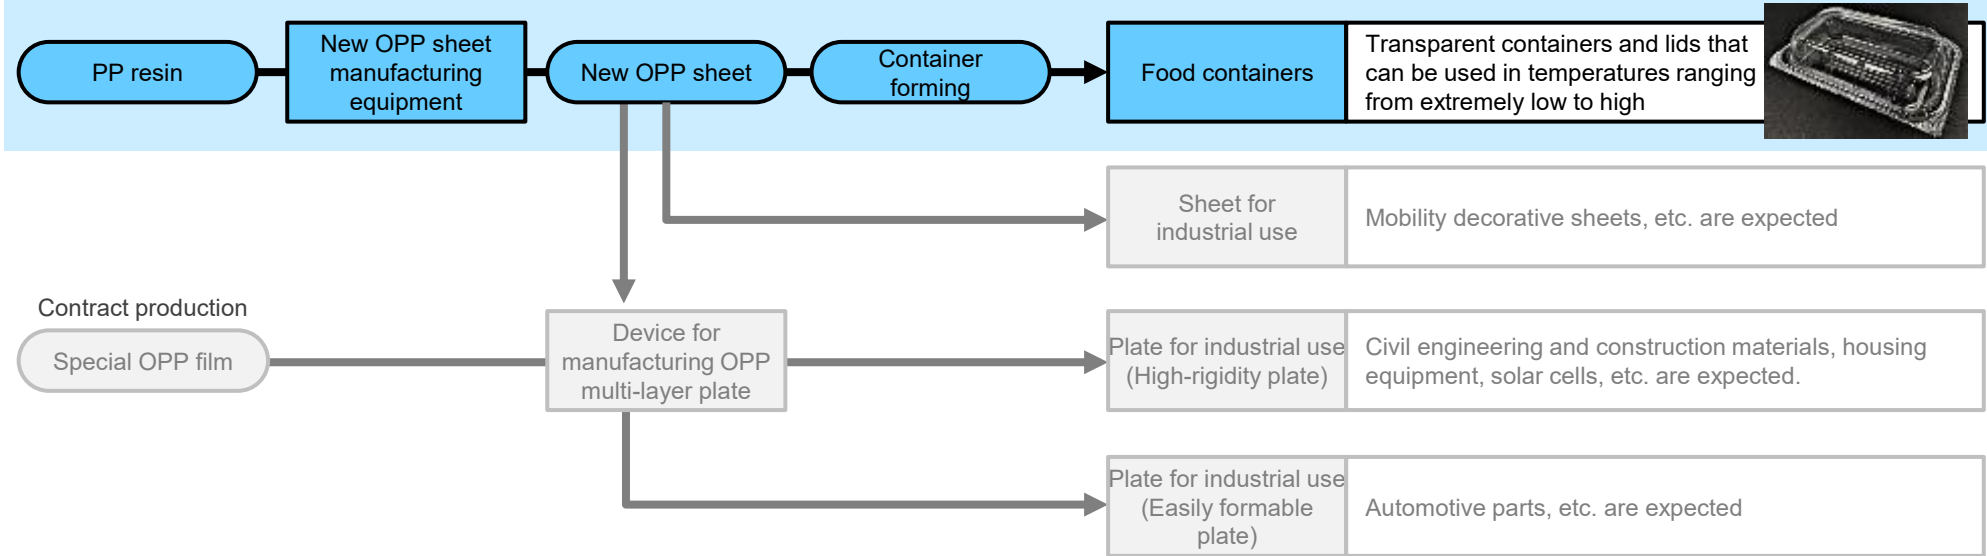 PP resin
New OPP sheet
manufacturing
equipment
New OPP sheet
Container
forming
Food containers
Transparent containers and lids that
can be used in temperatures ranging
from extremely low to high
Sheet for
industrial use
Mobility decorative sheets, etc. are expected
Contract production
Special OPP film
Device for
manufacturing OPP
multi-layer plate
Plate for industrial use
(High-rigidity plate)
Civil engineering and construction materials, housing
equipment, solar cells, etc. are expected.
Plate for industrial use
(Easily formable
plate)
Automotive parts, etc. are expected